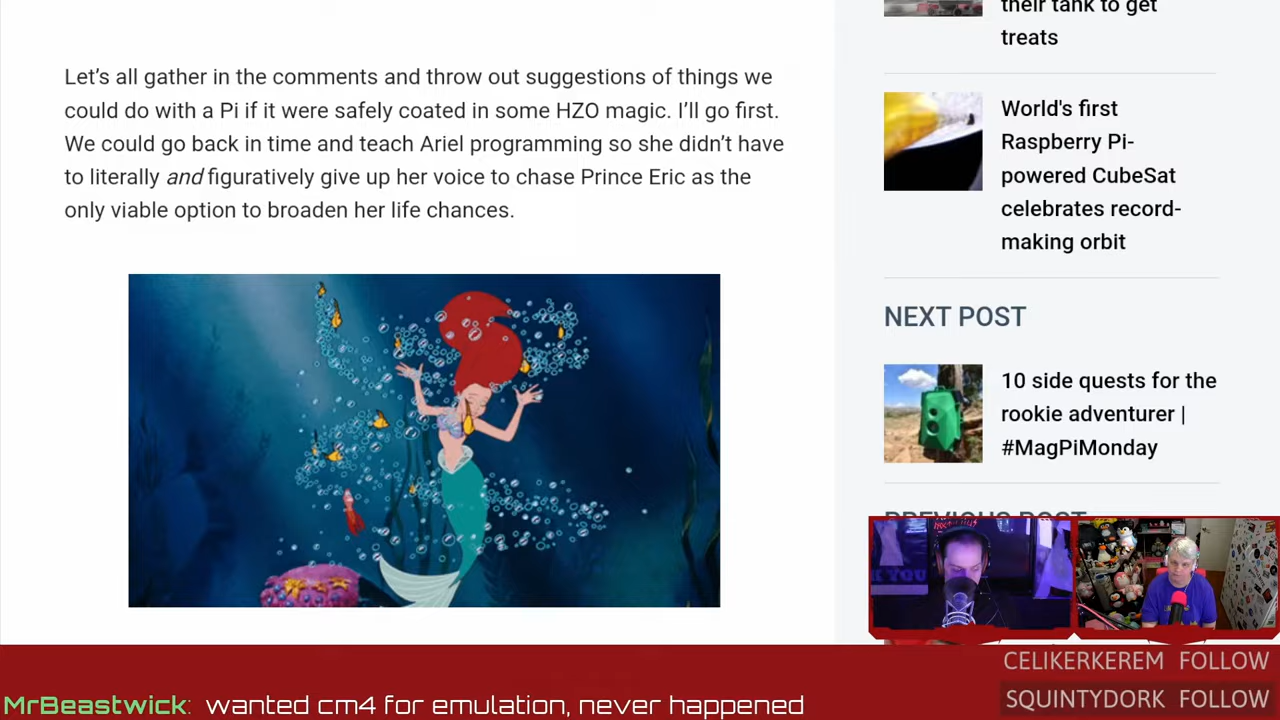 Let's all gather in the comments and throw out suggestions of things we
could do with a Pi if it were safely coated in some HZO magic. I'll go first.
We could go back in time and teach Ariel programming so she didn't have
to literally and figuratively give up her voice to chase Prince Eric as the
only viable option to broaden her life chances.
their tank to get
treats
World's first
Raspberry Pi-
powered CubeSat
celebrates record-
making orbit
NEXT POST
10 side quests for the
rookie adventurer |
#MagPiMonday
PREVIOUS POST
CELIKERKEREM FOLLOW
SQUINTYDORK FOLLOW
MrBeastwick: wanted cm4 for emulation, never happened